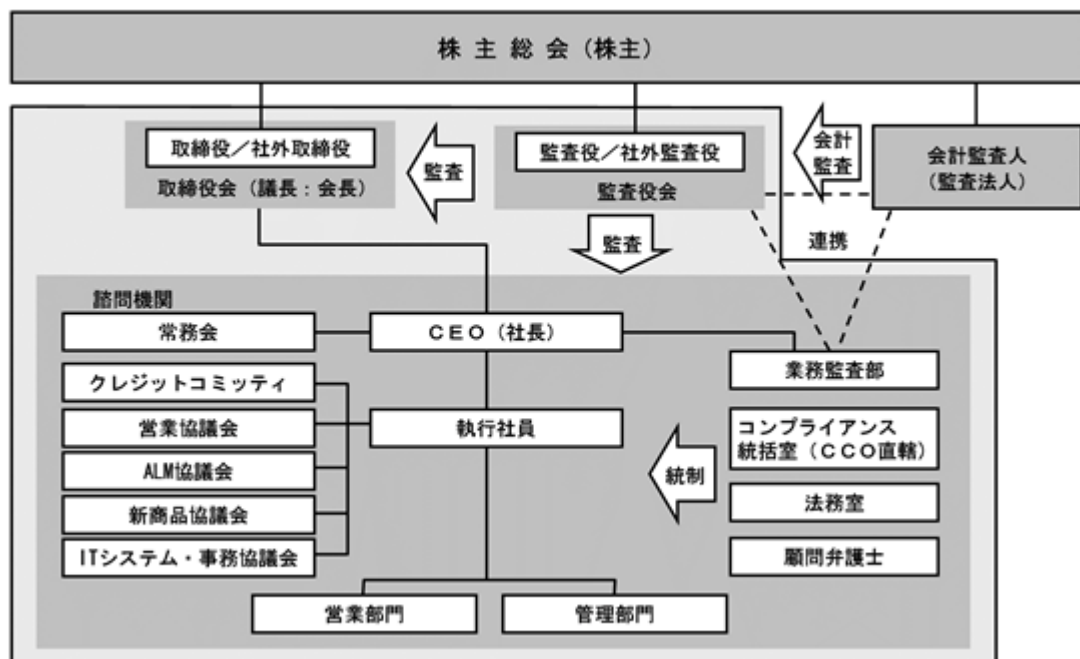 株主総会（株主）
取締役／社外取締役
取締役会（議長：会長）
監査
監査役／社外監査役
監査役会
会計
監査
会計監査人
（監査法人）
監査
連携
諮問機関
常務会
CEO（社長）
業務監査部
クレジットコミッティ
営業協議会
執行社員
コンプライアンス
統括室（CCO直轄）
ALM協議会
統制
新商品協議会
法務室
ITシステム・事務協議会
顧問弁護士
営業部門
管理部門